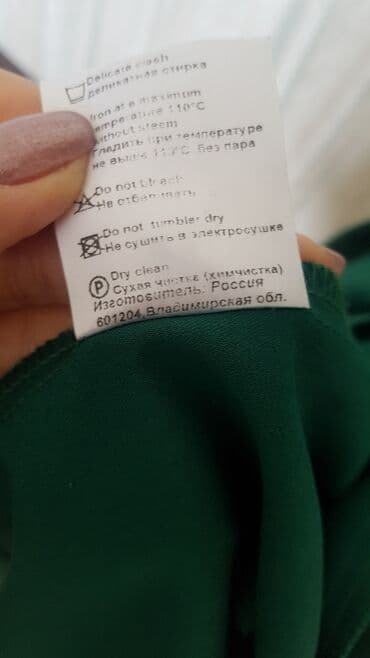 Delicate wash
деликатная стирка
Iron at a maximum
temperature 110°C
without steem
Гладить при температуре
не выше 110°C, без пара
Do not bleach
Не отбеливать
Do not tumbler dry
Не сушить в электросушке
P
Dry clean
Сухая чистка (химчистка)
Изготовитель: Россия
601204,Владимирская обл.